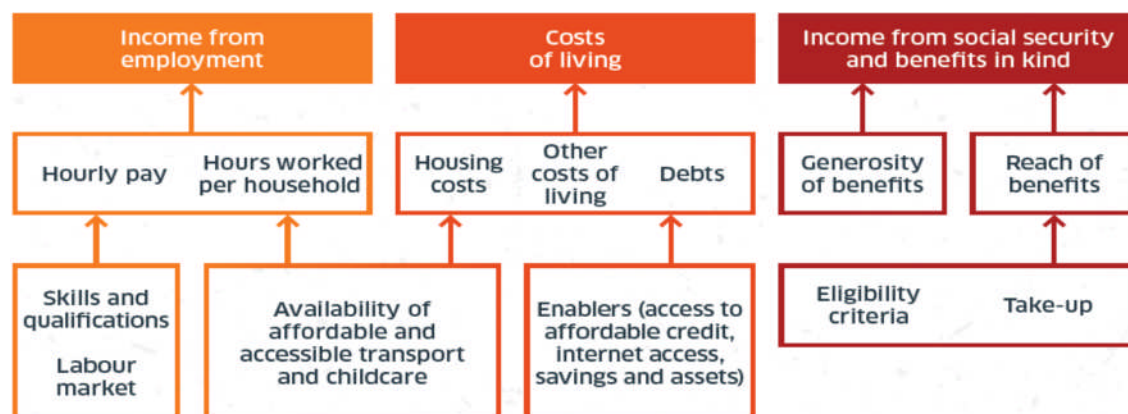 Income from
employment
Costs
of living
Income from social security
and benefits in kind
Hourly pay
Hours worked
per household
Housing
costs
Other
costs of
living
Debts
Generosity
of benefits
Reach of
benefits
Skills and
qualifications
Labour
market
Availability of
affordable and
accessible transport
and childcare
Enablers (access to
affordable credit,
internet access,
savings and assets)
Eligibility
criteria
Take-up